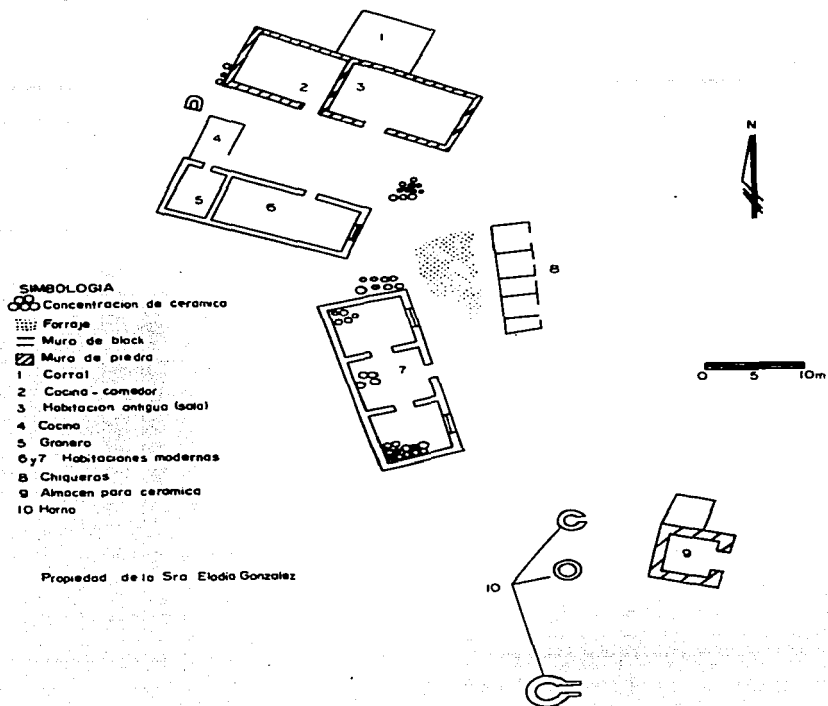 1
2
3
4
5
6
7
8
9
10
N
0 5 10m
SIMBOLOGIA
Concentracion de ceramica
Forraje
Muro de block
Muro de piedra
1 Corral
2 Cocina - comedor
3 Habitacion antigua (sala)
4 Cocina
5 Granero
6 y 7 Habitaciones modernas
8 Chiqueros
9 Almacen para ceramica
10 Horno
Propiedad de la Sra Elodia Gonzalez